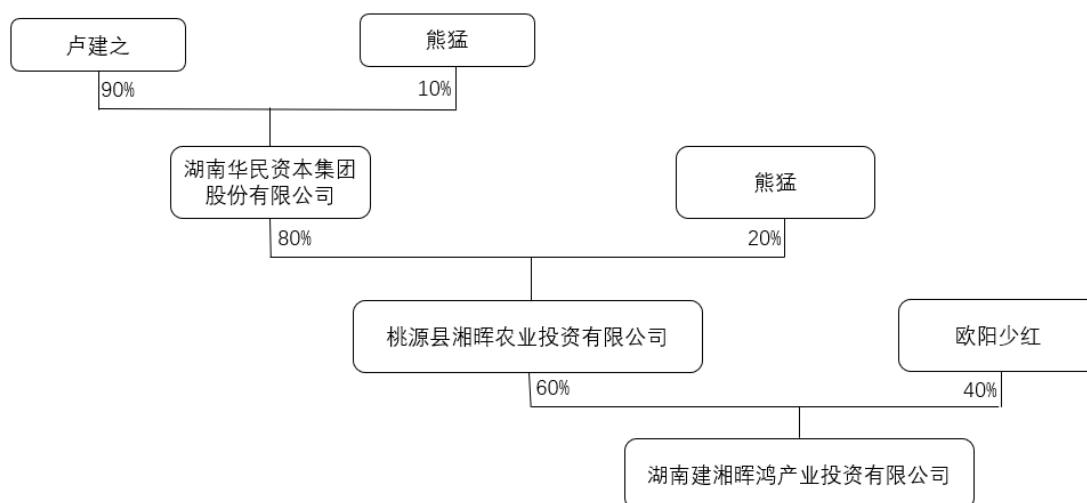 卢建之
熊猛
90%
10%
湖南华民资本集团
股份有限公司
熊猛
80%
20%
桃源县湘晖农业投资有限公司
欧阳少红
60%
40%
湖南建湘晖鸿产业投资有限公司